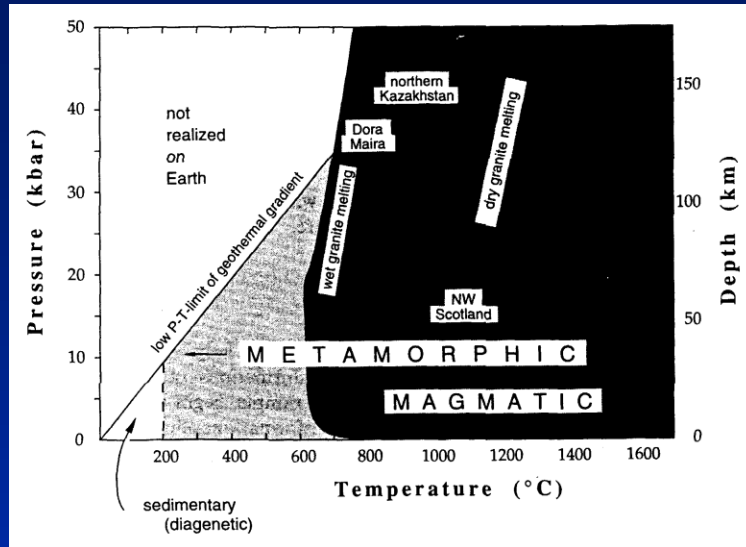 Pressure (kbar)
50
40
30
20
10
0
not
realized
on
Earth
low P-T-limit of geothermal gradient
northern
Kazakhstan
Dora
Maira
wet granite melting
dry granite melting
NW
Scotland
METAMORPHIC
MAGMATIC
150
100
50
0
Depth (km)
200 400 600 800 1000 1200 1400 1600
Temperature (°C)
sedimentary
(diagenetic)